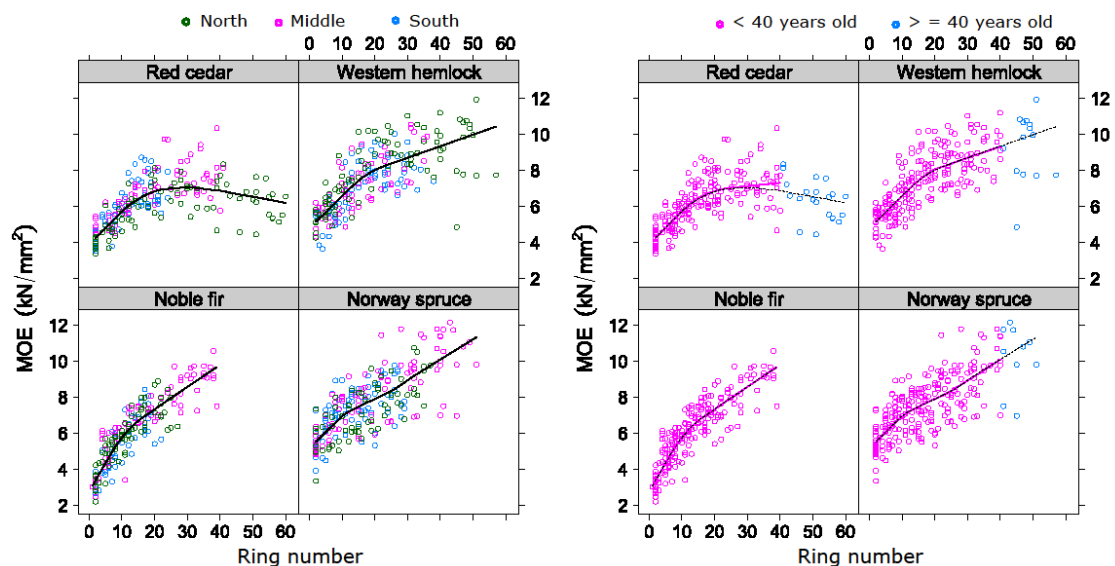 North Middle South
0 10 20 30 40 50 60
Red cedar Western hemlock
12
10
8
6
4
2
Noble fir Norway spruce
12
10
8
6
4
2
0 10 20 30 40 50 60
MOE (kN/mm²)
Ring number
< 40 years old > = 40 years old
0 10 20 30 40 50 60
Red cedar Western hemlock
12
10
8
6
4
2
Noble fir Norway spruce
12
10
8
6
4
2
0 10 20 30 40 50 60
MOE (kN/mm²)
Ring number